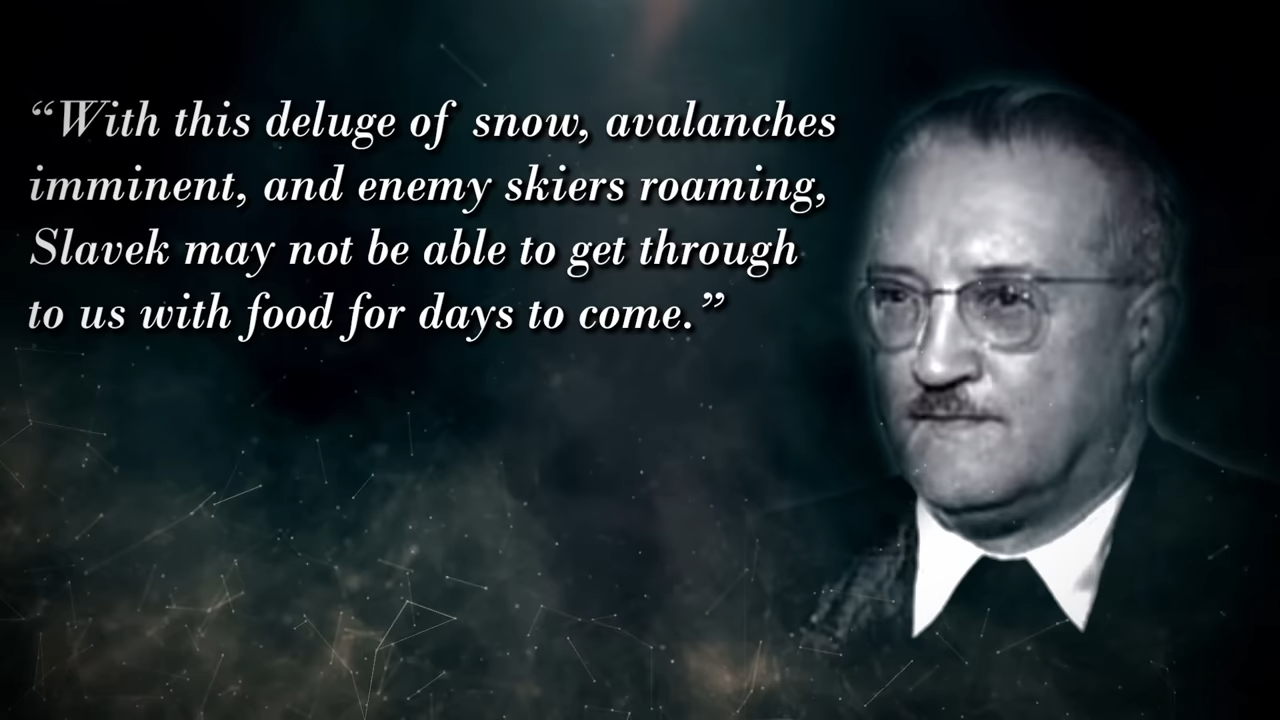 “With this deluge of snow, avalanches
imminent, and enemy skiers roaming,
Slavek may not be able to get through
to us with food for days to come.”